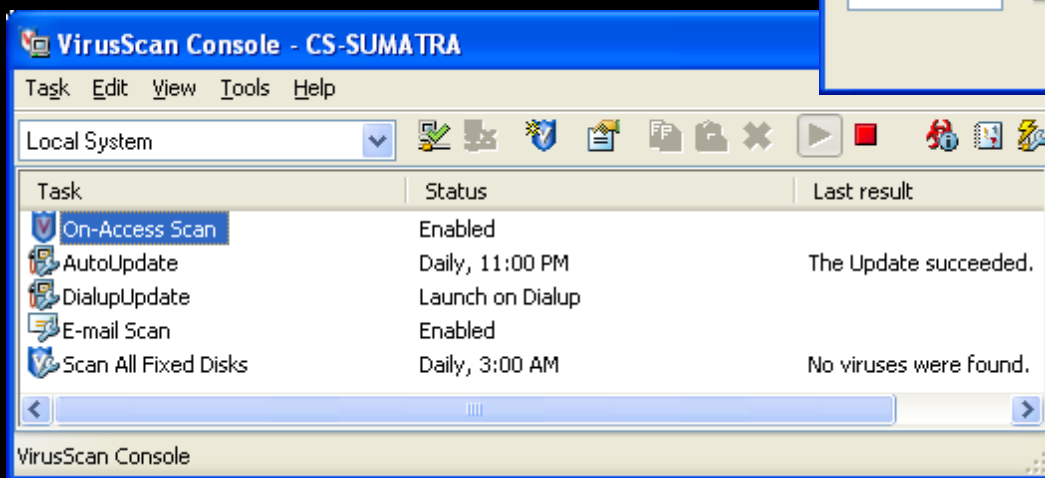 VirusScan Console - CS-SUMATRA
Task Edit View Tools Help
Local System
Task Status Last result
On-Access Scan Enabled
AutoUpdate Daily, 11:00 PM The Update succeeded.
DialupUpdate Launch on Dialup
E-mail Scan Enabled
Scan All Fixed Disks Daily, 3:00 AM No viruses were found.
VirusScan Console